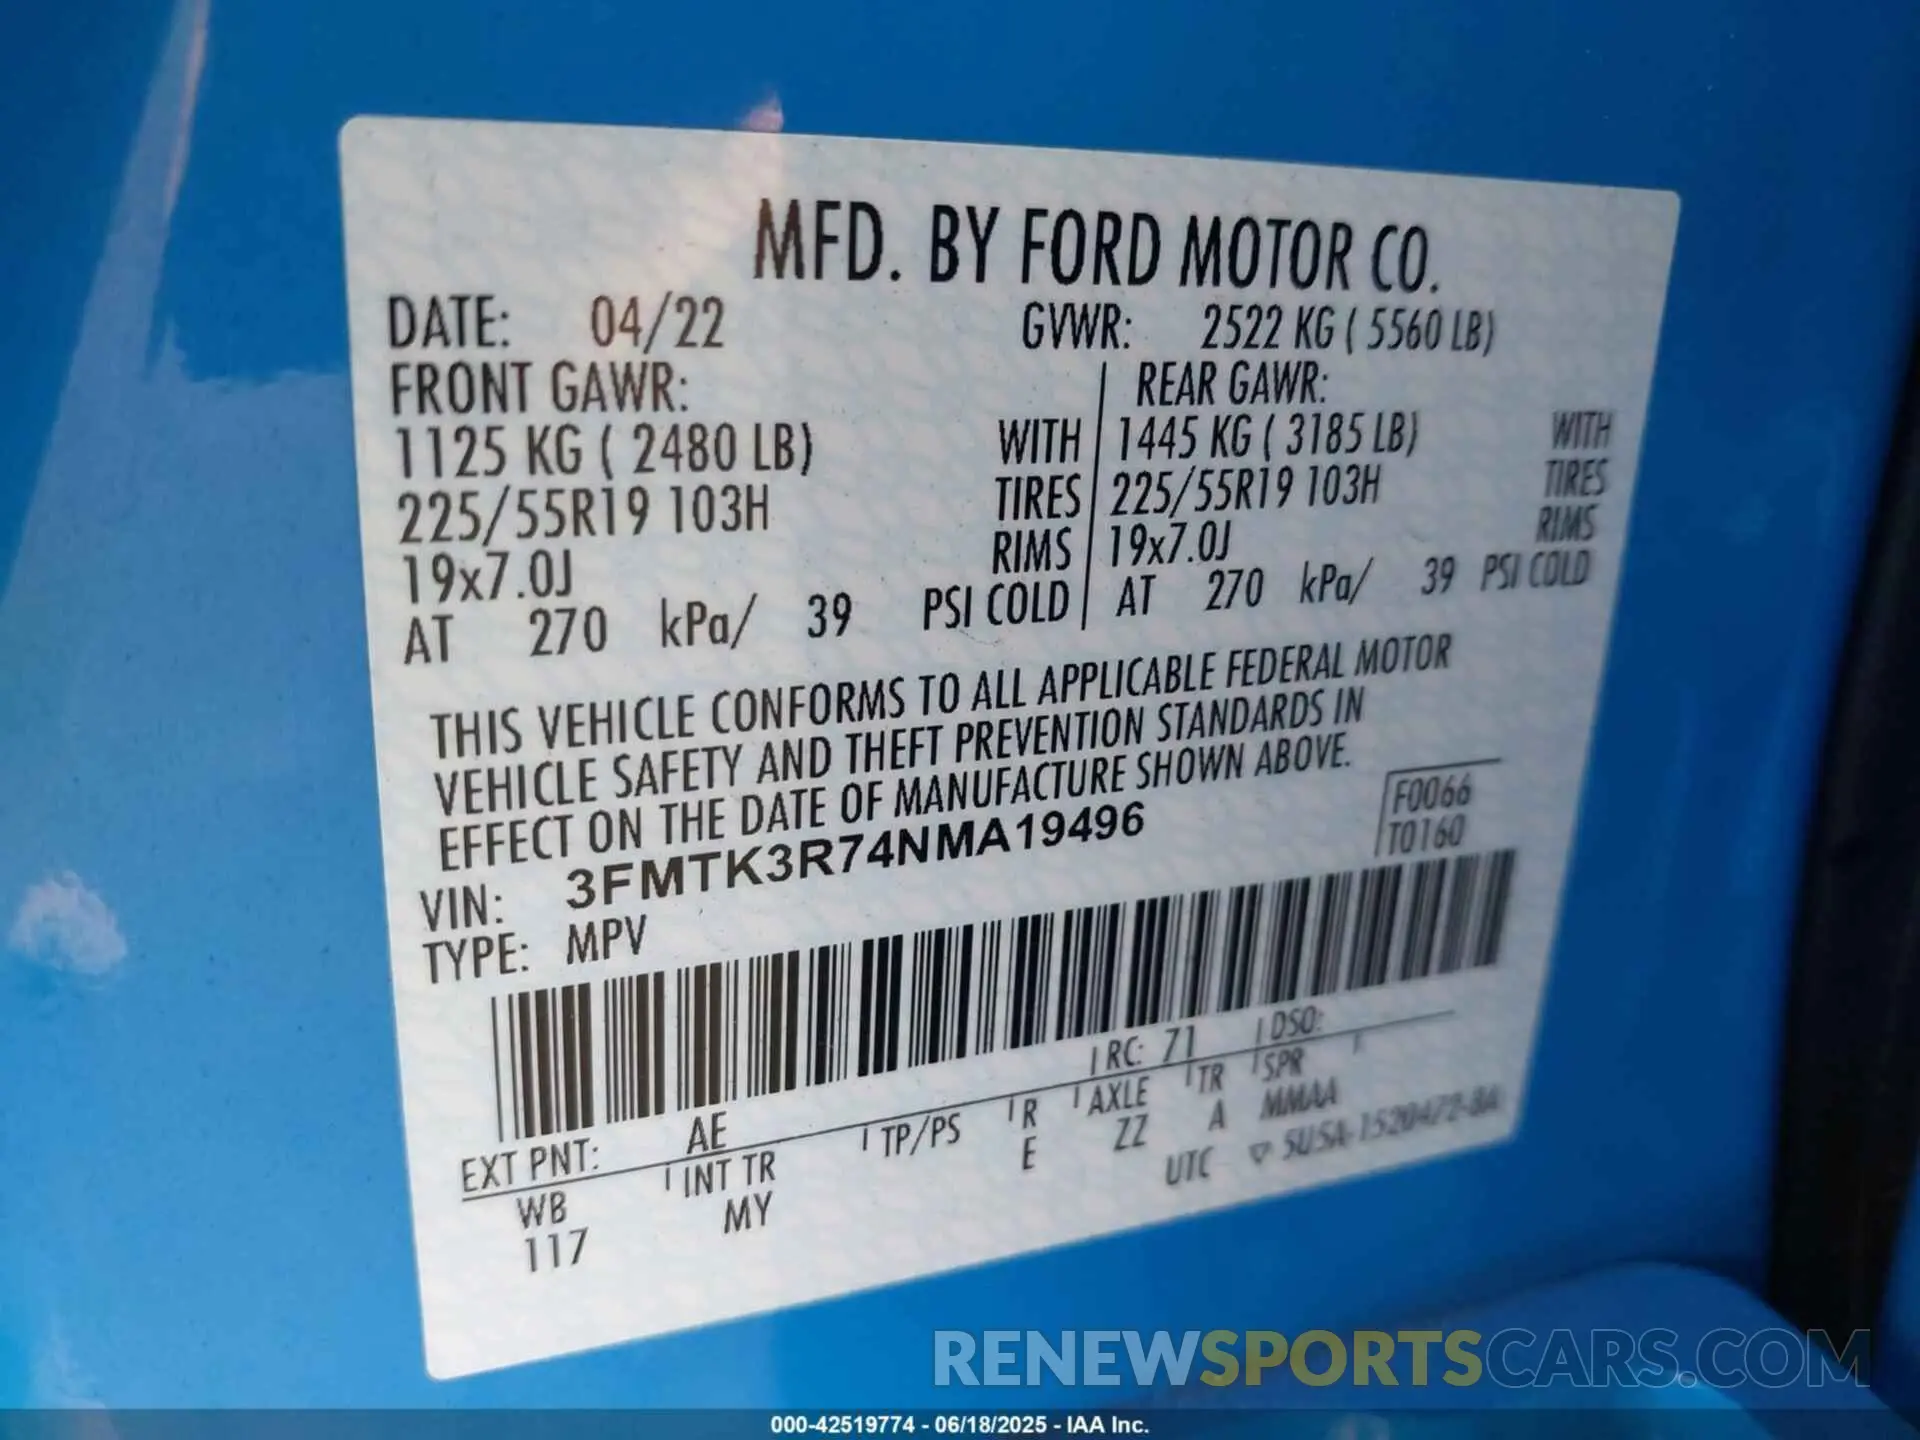 MFD. BY FORD MOTOR CO.
DATE: 04/22 GVWR: 2522 KG ( 5560 LB)
FRONT GAWR: REAR GAWR:
1125 KG ( 2480 LB) WITH 1445 KG ( 3185 LB) WITH
225/55R19 103H TIRES 225/55R19 103H TIRES
19x7.0J RIMS 19x7.0J RIMS
AT 270 kPa/ 39 PSI COLD AT 270 kPa/ 39 PSI COLD
THIS VEHICLE CONFORMS TO ALL APPLICABLE FEDERAL MOTOR
VEHICLE SAFETY AND THEFT PREVENTION STANDARDS IN
EFFECT ON THE DATE OF MANUFACTURE SHOWN ABOVE.
F0066
T0160
VIN: 3FMTK3R74NMA19496
TYPE: MPV
EXT PNT: AE RC: 71 DSO:
WB INT TR TP/PS R AXLE TR SPR
117 MY E ZZ A MMAA
UTC ▽ 5U5A-1520472-BA
RENEWSPORTSCARS.COM
000-42519774 - 06/18/2025 - IAA Inc.